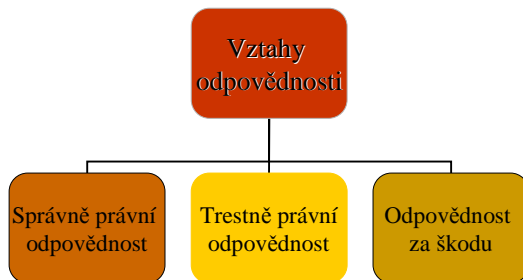 Vztahy
odpovědnosti
Správně právní
odpovědnost
Trestně právní
odpovědnost
Odpovědnost
za škodu